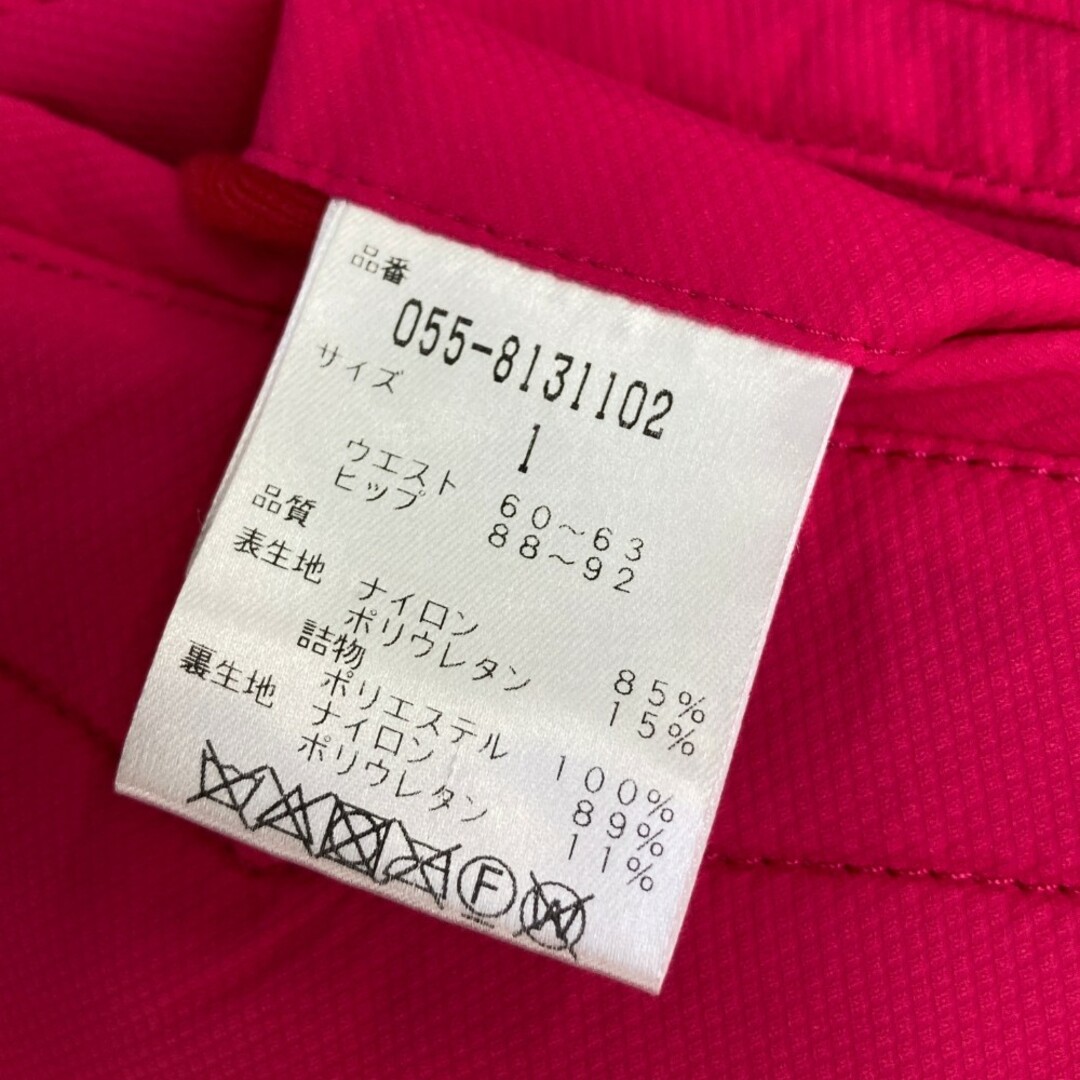 品番
055-8131102
サイズ
1
ウエスト 60～63
ヒップ 88～92
品質
表生地 ナイロン 85%
ポリウレタン 15%
詰物
ポリエステル 100%
裏生地 ナイロン 89%
ポリウレタン 11%
F
W